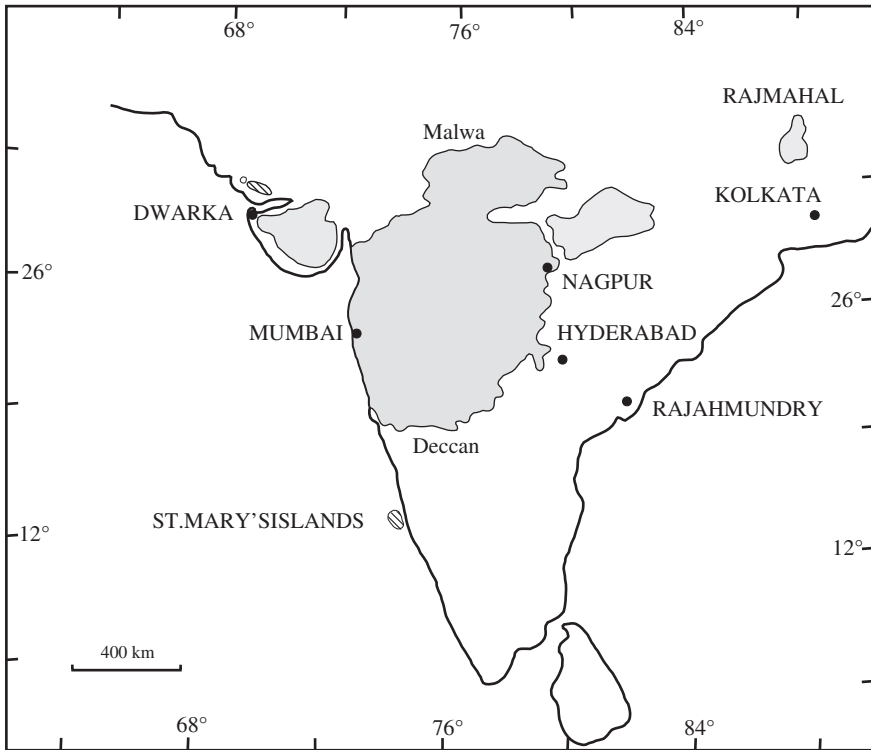 68°
76°
84°
RAJMAHAL
Malwa
KOLKATA
DWARKA
26°
NAGPUR
26°
MUMBAI
HYDERABAD
RAJAHMUNDRY
Deccan
ST.MARY’SISLANDS
12°
12°
400 km
68°
76°
84°